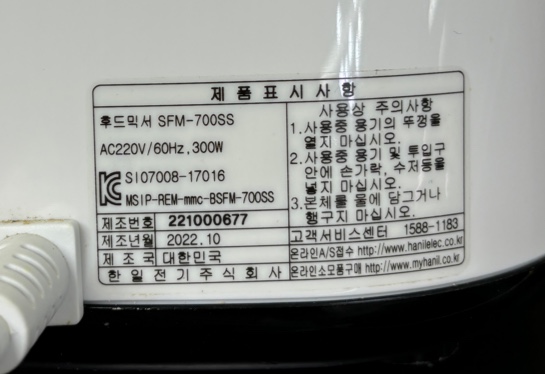 제품표시사항
후드믹서 SFM-700SS
AC220V/60Hz, 300W
SI07008-17016
MSIP-REM-mmc-BSFM-700SS
제조번호 221000677
제조년월 2022.10
제조국 대한민국
한일전기주식회사
사용상 주의사항
1.사용중 용기의 뚜껑을
열지 마십시오.
2.사용중 용기 및 투입구
안에 손가락, 수저등을
넣지 마십시오.
3.본체를 물에 담그거나
행구지 마십시오.
고객서비스센터 1588-1183
온라인A/S접수 http://www.hanilelec.co.kr
온라인소모품구매 http://www.myhanil.co.kr